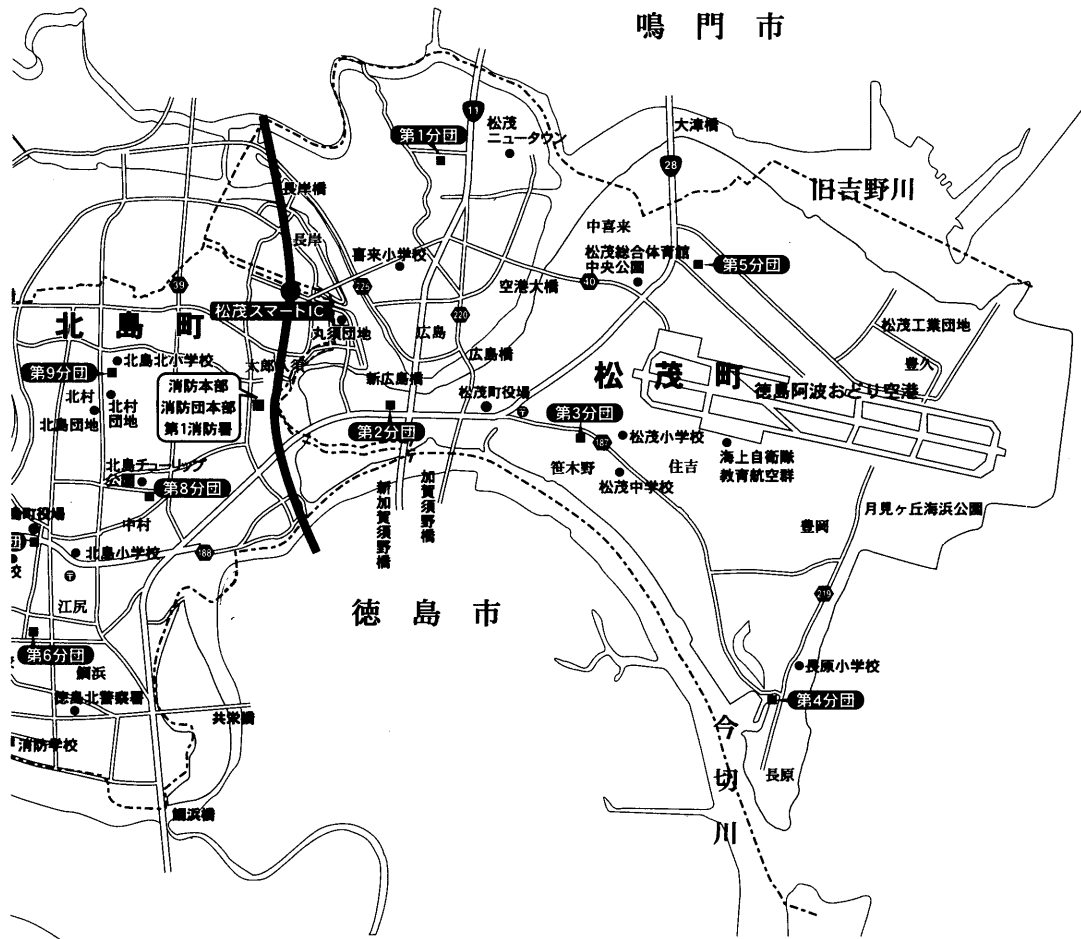 鳴門市
11
松茂
ニュータウン
第1分団
大津橋
28
旧吉野川
長岸橋
長岸
中喜来
喜来小学校
松茂総合体育館
中央公園
第5分団
39
226
空港大橋
40
松茂スマートIC
220
北島町
丸須団地
広島
松茂工業団地
北島北小学校
太郎八須
広島橋
豊久
第9分団
新広島橋
松茂町
消防本部
消防団本部
第1消防署
松茂町役場
徳島阿波おどり空港
北村
北村
団地
北島団地
〒
第3分団
第2分団
187
松茂小学校
海上自衛隊
教育航空群
北島チューリップ
公園
笹木野
住吉
第8分団
松茂中学校
新加賀須野橋
加賀須野橋
月見ヶ丘海浜公園
島町役場
中村
豊岡
団
北島小学校
188
校
〒
219
江尻
徳島市
第6分団
鯛浜
長原小学校
徳島北警察署
第4分団
共栄橋
今切川
消防学校
長原
鯛浜橋